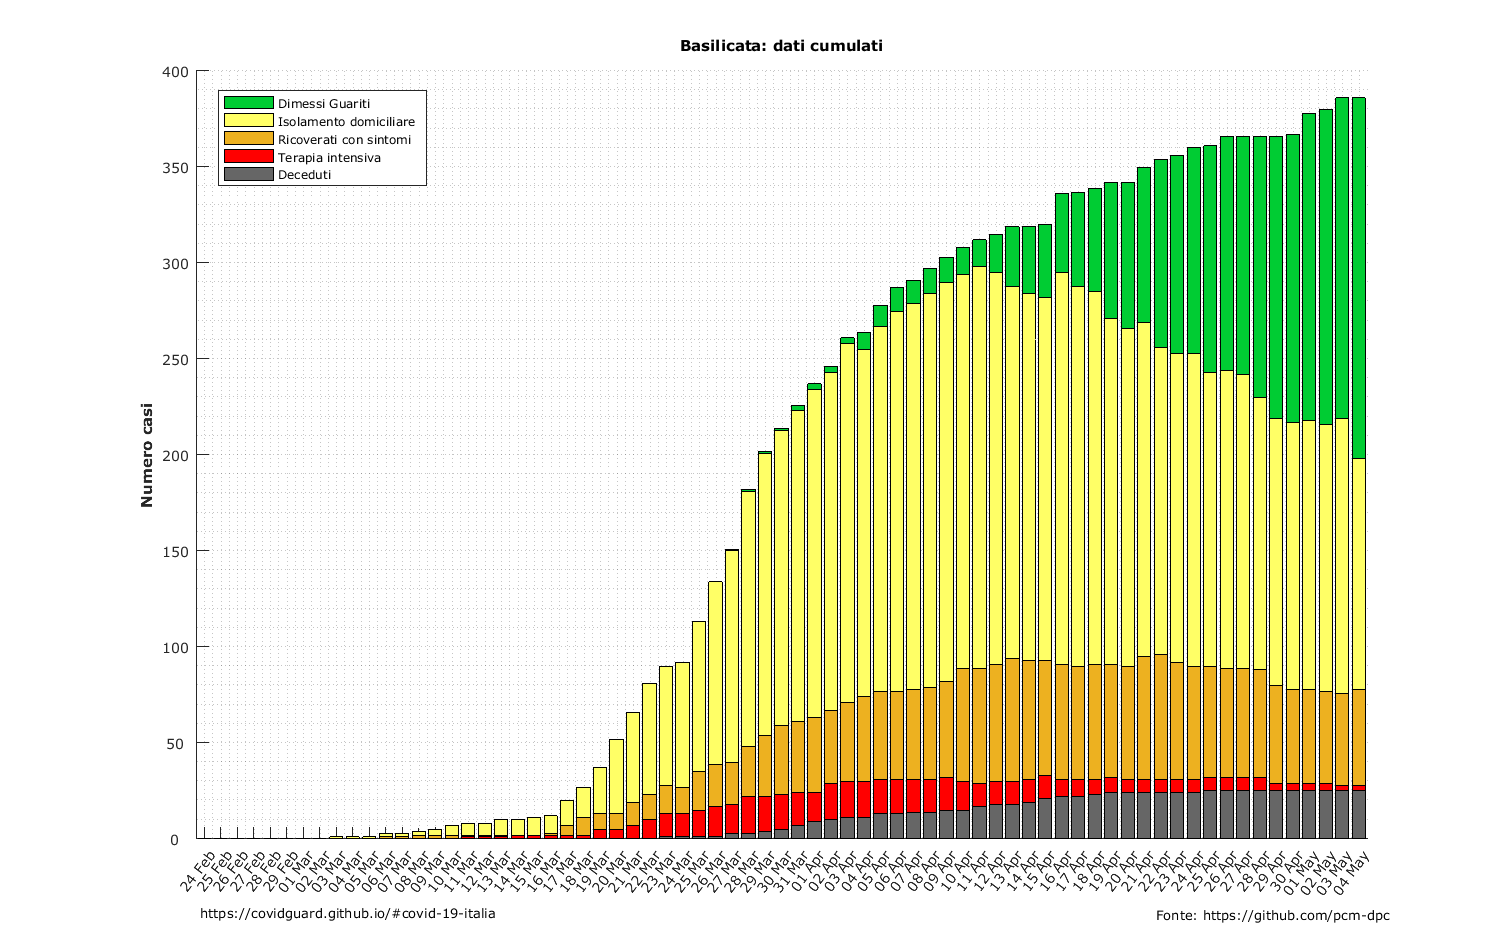 Basilicata: dati cumulati
400
350
300
250
200
150
100
50
0
Numero casi
Dimessi Guariti
Isolamento domiciliare
Ricoverati con sintomi
Terapia intensiva
Deceduti
24 Feb
25 Feb
26 Feb
27 Feb
28 Feb
29 Feb
01 Mar
02 Mar
03 Mar
04 Mar
05 Mar
06 Mar
07 Mar
08 Mar
09 Mar
10 Mar
11 Mar
12 Mar
13 Mar
14 Mar
15 Mar
16 Mar
17 Mar
18 Mar
19 Mar
20 Mar
21 Mar
22 Mar
23 Mar
24 Mar
25 Mar
26 Mar
27 Mar
28 Mar
29 Mar
30 Mar
31 Mar
01 Apr
02 Apr
03 Apr
04 Apr
05 Apr
06 Apr
07 Apr
08 Apr
09 Apr
10 Apr
11 Apr
12 Apr
13 Apr
14 Apr
15 Apr
16 Apr
17 Apr
18 Apr
19 Apr
20 Apr
21 Apr
22 Apr
23 Apr
24 Apr
25 Apr
26 Apr
27 Apr
28 Apr
29 Apr
30 Apr
01 May
02 May
03 May
04 May
https://covidguard.github.io/#covid-19-italia
Fonte: https://github.com/pcm-dpc